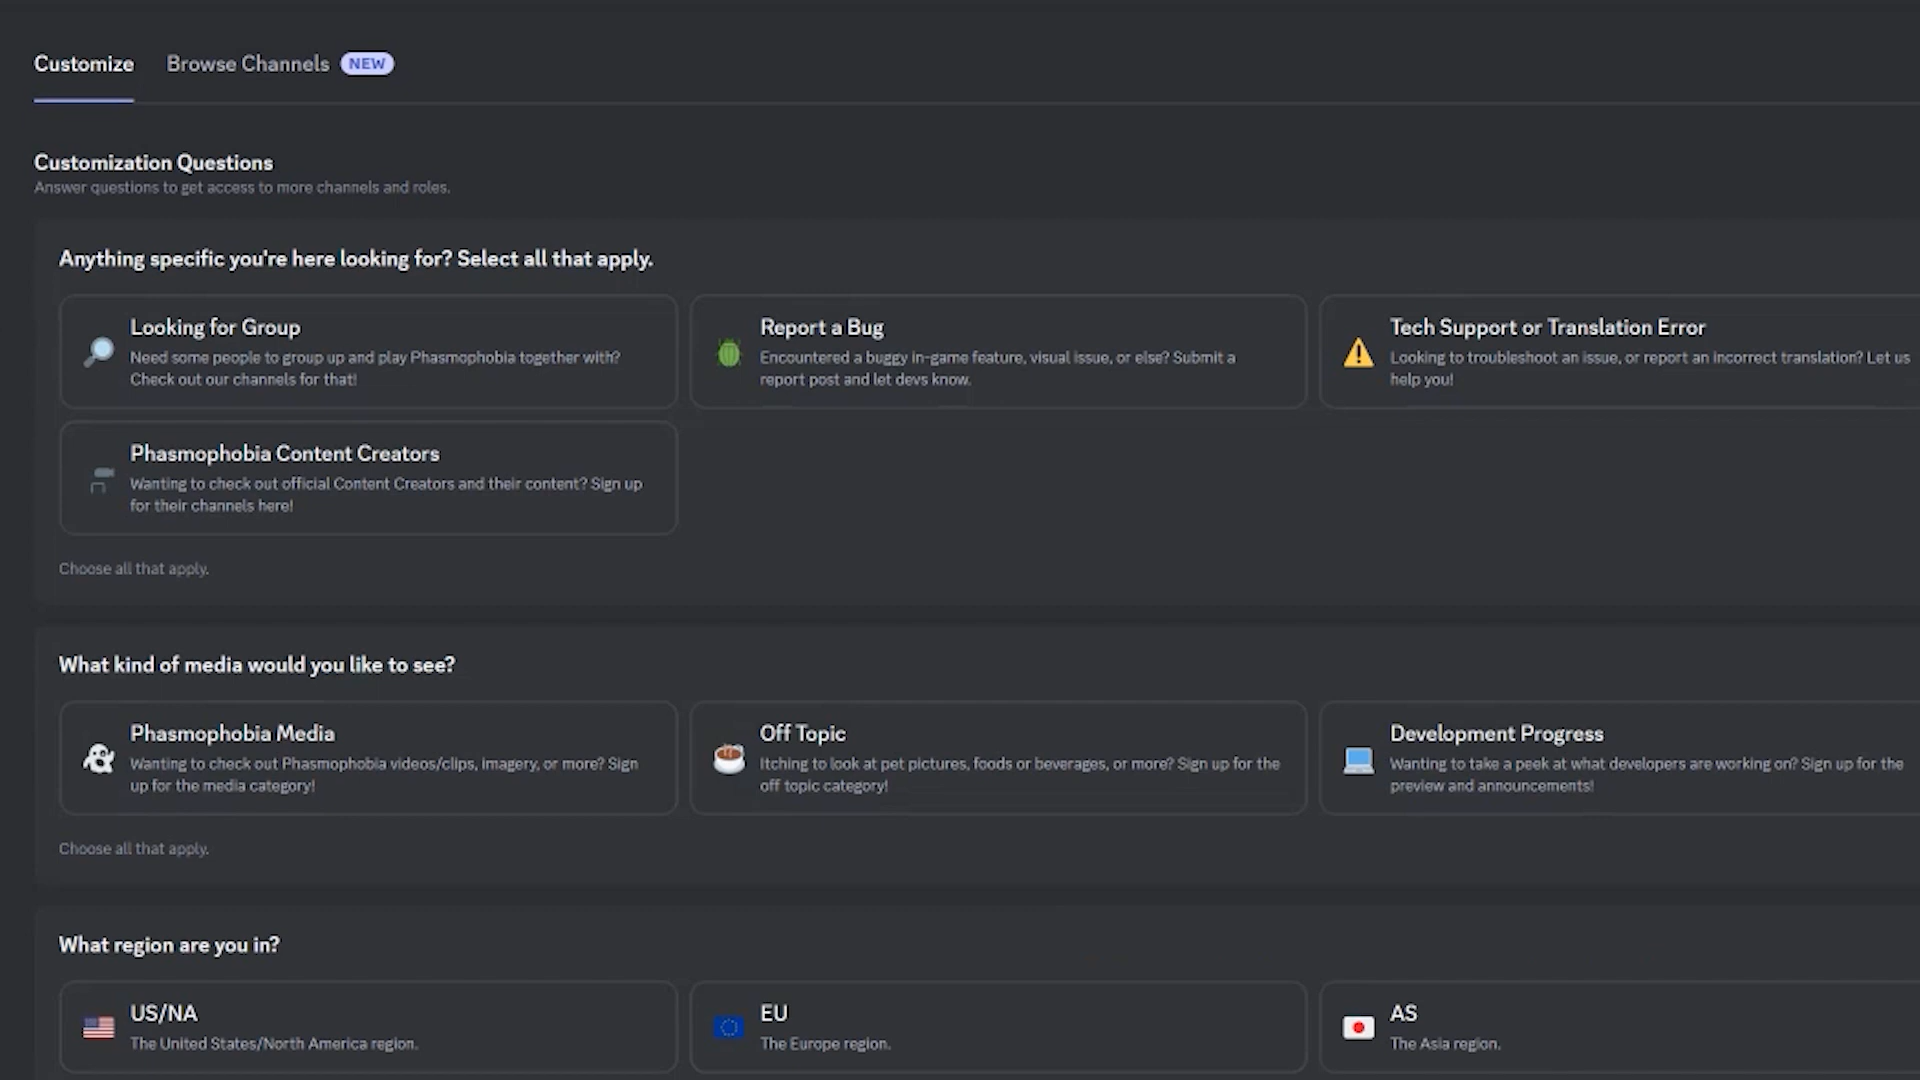 Customize
Browse Channels NEW
Customization Questions
Answer questions to get access to more channels and roles.
Anything specific you're here looking for? Select all that apply.
Looking for Group
Need some people to group up and play Phasmophobia together with?
Check out our channels for that!
Report a Bug
Encountered a buggy in-game feature, visual issue, or else? Submit a
report post and let devs know.
Tech Support or Translation Error
Looking to troubleshoot an issue, or report an incorrect translation? Let us
help you!
Phasmophobia Content Creators
Wanting to check out official Content Creators and their content? Sign up
for their channels here!
Choose all that apply.
What kind of media would you like to see?
Phasmophobia Media
Wanting to check out Phasmophobia videos/clips, imagery, or more? Sign
up for the media category!
Off Topic
Itching to look at pet pictures, foods or beverages, or more? Sign up for the
off topic category!
Development Progress
Wanting to take a peek at what developers are working on? Sign up for the
preview and announcements!
Choose all that apply.
What region are you in?
US/NA
The United States/North America region.
EU
The Europe region.
AS
The Asia region.